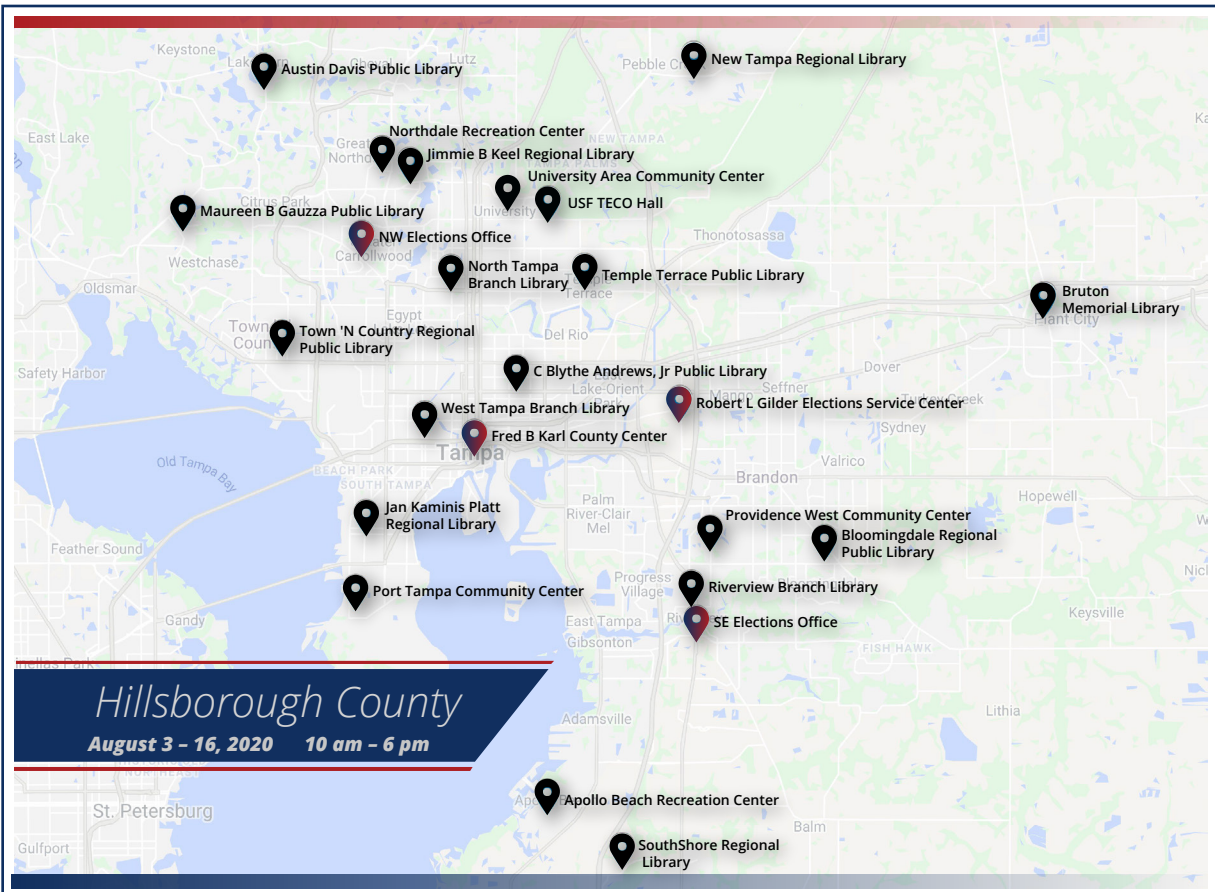 Keystone
Lutz
Austin Davis Public Library
Pebble
New Tampa Regional Library
East Lake
Northdale Recreation Center
NEW TAMPA
Jimmie B Keel Regional Library
University Area Community Center
USF TECO Hall
University
Citrus Park
Maureen B Gauzza Public Library
NW Elections Office
Carrollwood
Thonotosassa
Westchase
North Tampa
Branch Library
Temple Terrace Public Library
Terrace
Oldsmar
Bruton
Memorial Library
Plant City
Egypt
Town
Town 'N Country Regional
Public Library
Del Rio
Safety Harbor
C Blythe Andrews, Jr Public Library
Dover
Lake-Orient
Park
Mango
Seffner
Turkey Creek
Robert L Gilder Elections Service Center
West Tampa Branch Library
Sydney
Fred B Karl County Center
Tampa
Old Tampa Bay
BEACH PARK
SOUTH TAMPA
Valrico
Brandon
Hopewell
Palm
River-Clair
Mel
Jan Kaminis Platt
Regional Library
Providence West Community Center
Bloomingdale Regional
Public Library
Feather Sound
Progress
Village
Riverview Branch Library
Port Tampa Community Center
Keysville
Gandy
East Tampa
SE Elections Office
Gibsonton
FISH HAWK
Hillsborough County
August 3 – 16, 2020 10 am – 6 pm
Adamsville
Lithia
St. Petersburg
Apollo Beach Recreation Center
Balm
Gulfport
SouthShore Regional
Library